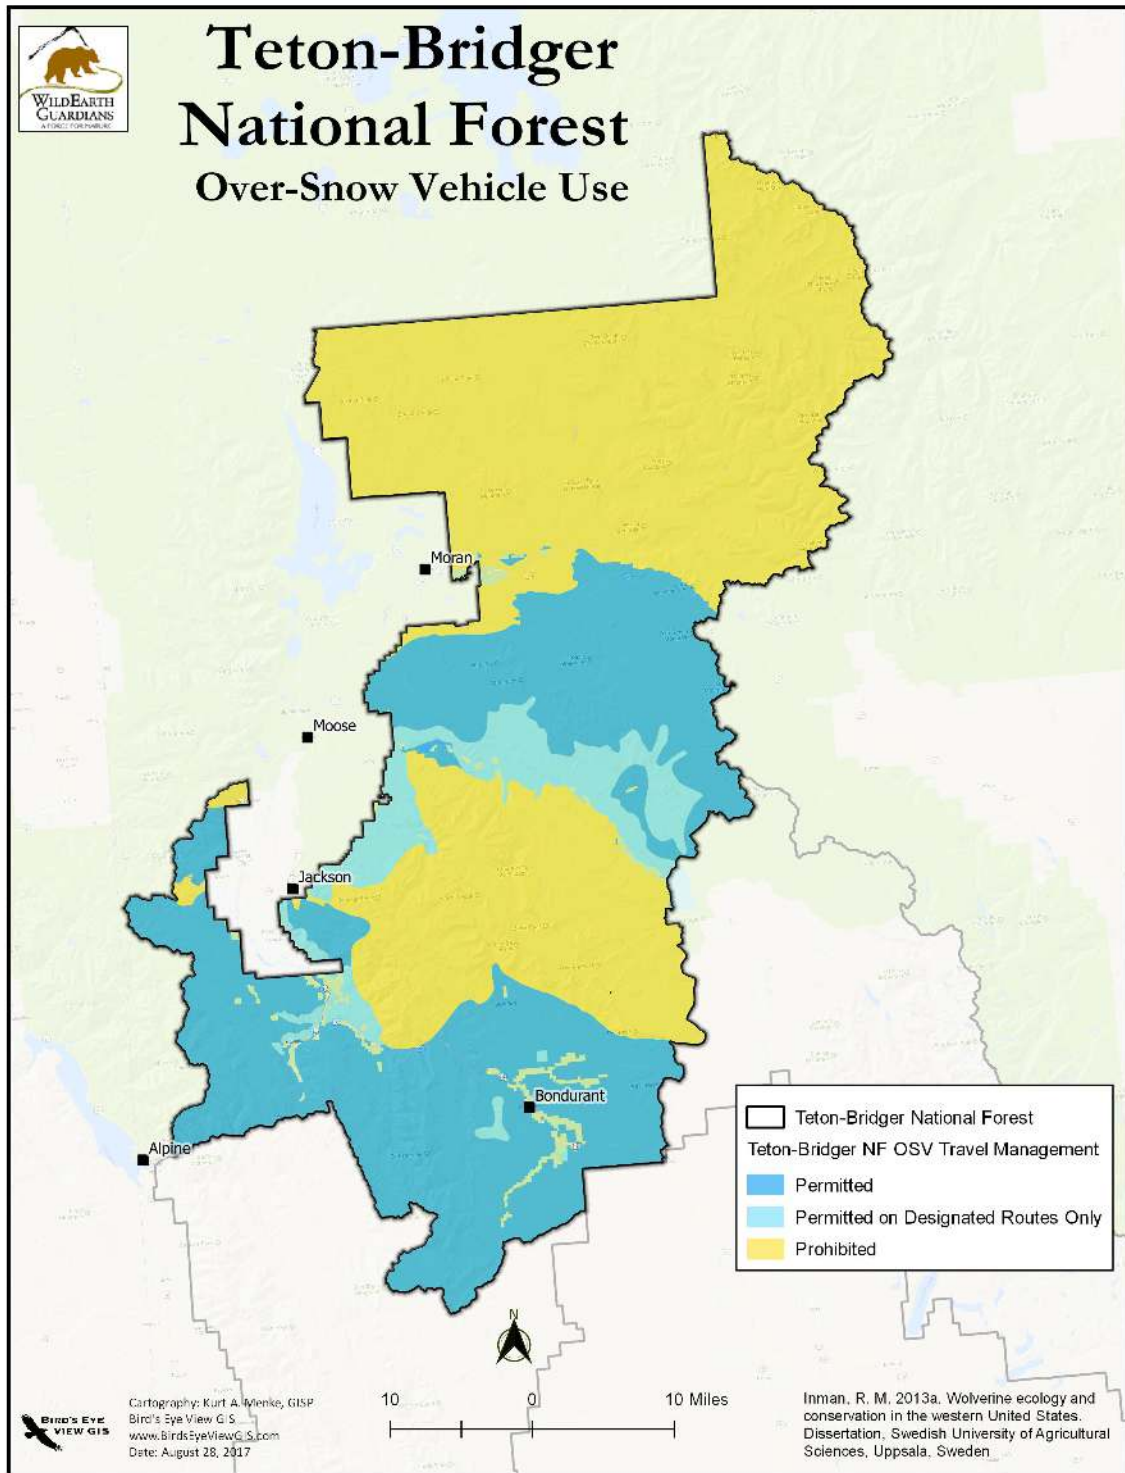 WILDEARTH
GUARDIANS
A FORCE FOR NATURE
Teton-Bridger
National Forest
Over-Snow Vehicle Use
Moran
Moose
Jackson
Bondurant
Alpine
Teton-Bridger National Forest
Teton-Bridger NF OSV Travel Management
Permitted
Permitted on Designated Routes Only
Prohibited
N
10 0 10 Miles
BIRD'S EYE
VIEW GIS
Cartography: Kurt A. Menke, GISP
Bird's Eye View GIS
www.BirdsEyeViewGIS.com
Date: August 28, 2017
Inman, R. M. 2013a. Wolverine ecology and
conservation in the western United States.
Dissertation, Swedish University of Agricultural
Sciences, Uppsala, Sweden